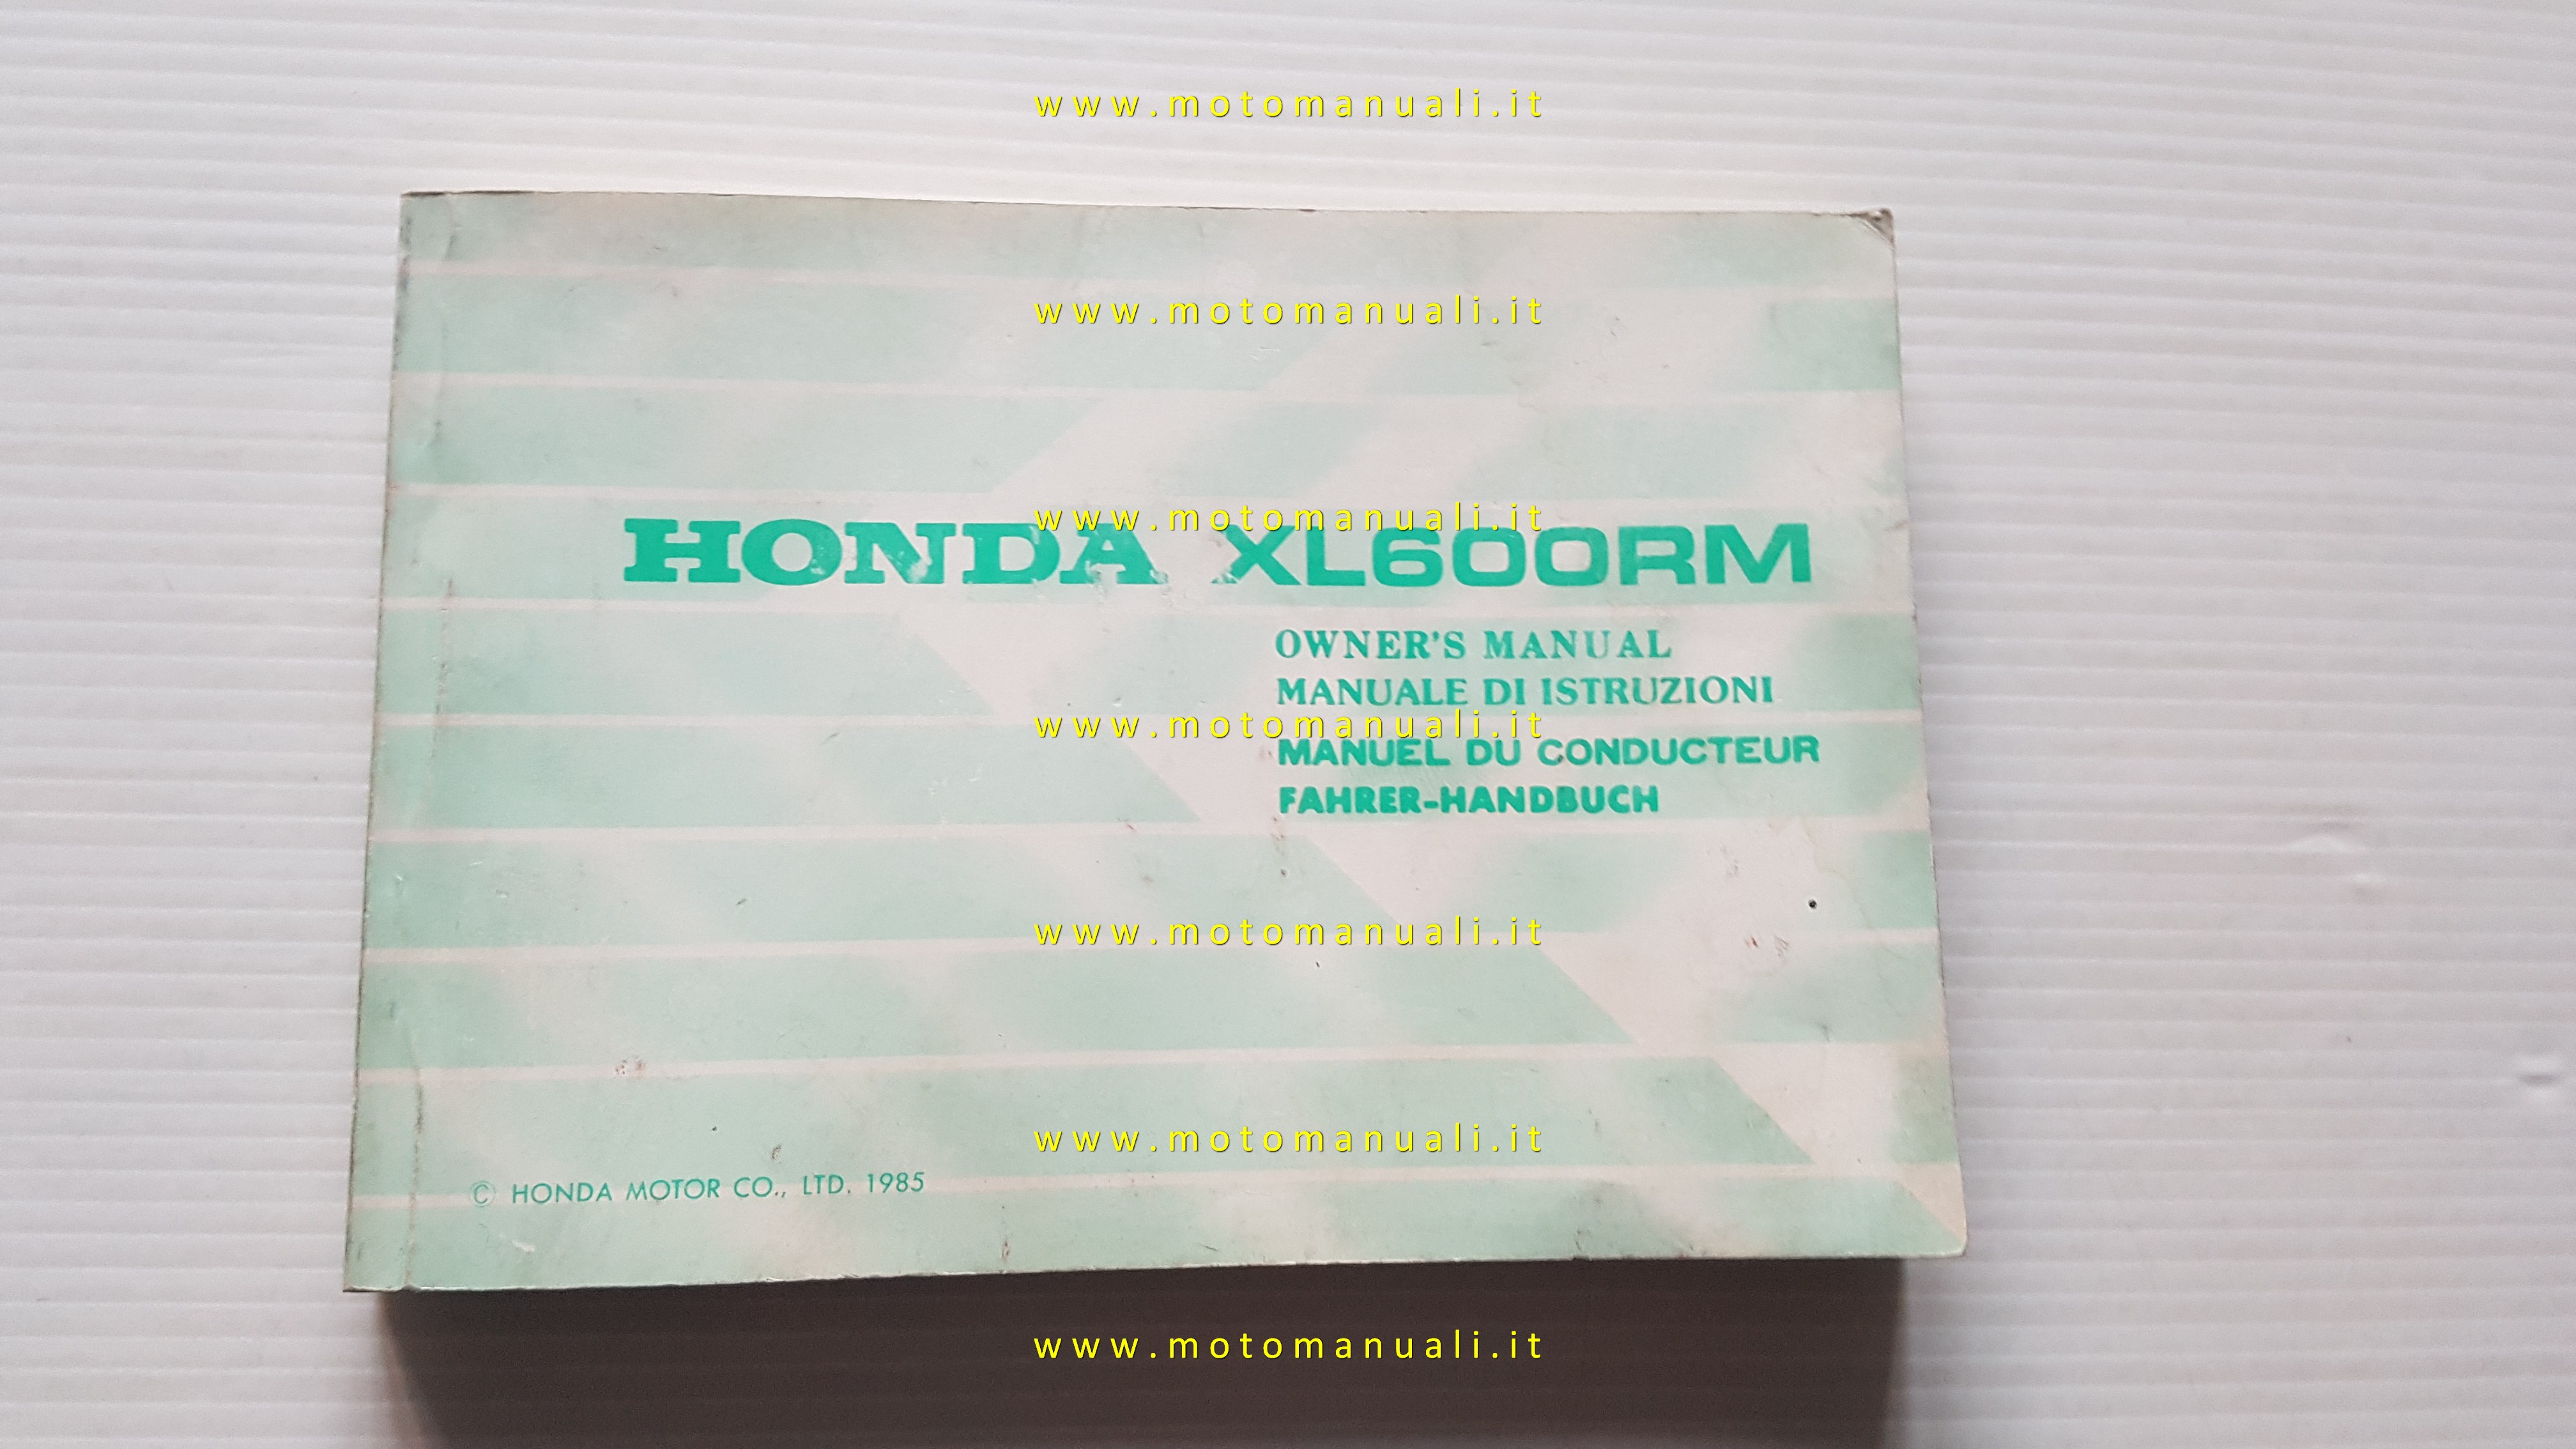 www.motomanuali.it
www.motomanuali.it
www.motomanuali.it
HONDA XL600RM
OWNER'S MANUAL
MANUALE DI ISTRUZIONI
www.motomanuali.it
MANUEL DU CONDUCTEUR
FAHRER-HANDBUCH
www.motomanuali.it
www.motomanuali.it
© HONDA MOTOR CO., LTD. 1985
www.motomanuali.it